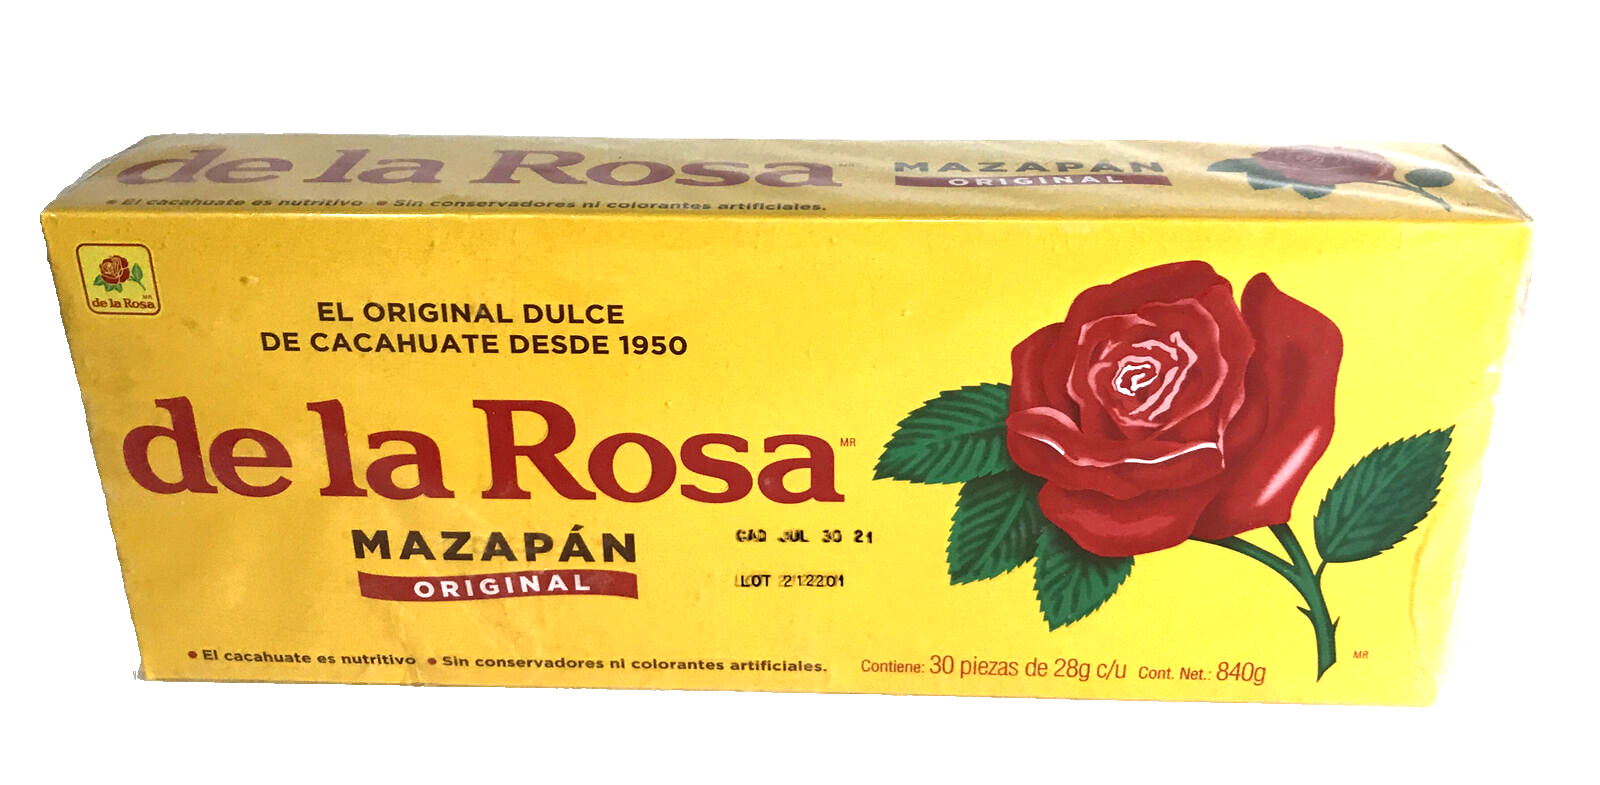 de la Rosa MR
MAZAPÁN
ORIGINAL
• El cacahuate es nutritivo • Sin conservadores ni colorantes artificiales.
de la Rosa MR
EL ORIGINAL DULCE
DE CACAHUATE DESDE 1950
de la Rosa MR
MAZAPÁN
ORIGINAL
CAD JUL 30 21
LOT 212201
• El cacahuate es nutritivo • Sin conservadores ni colorantes artificiales.
Contiene: 30 piezas de 28g c/u Cont. Net.: 840g
MR